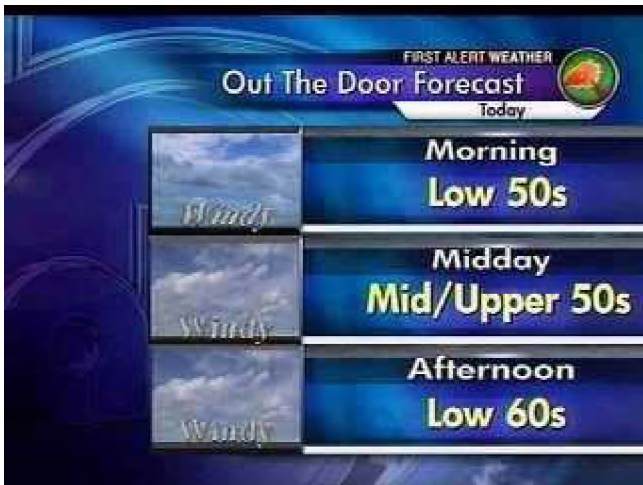 FIRST ALERT WEATHER
Out The Door Forecast
Today
Morning
Low 50s
Windy
Midday
Mid/Upper 50s
Windy
Afternoon
Low 60s
Windy